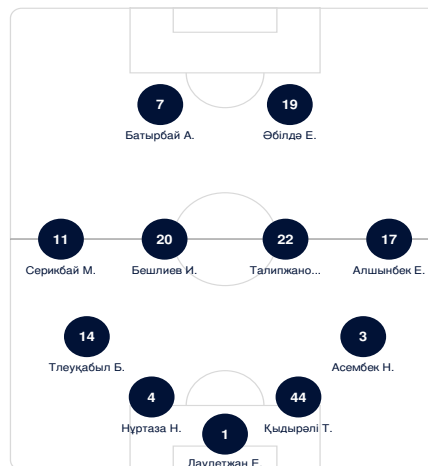 7 19
Батырбай А. Әбілдә Е.
11 20 22 17
Серикбай М. Бешлиев И. Талипжано... Алшынбек Е.
14 3
Тлеуқабыл Б. Асембек Н.
4 44
Нұртаза Н. Қыдырәлі Т.
1
Даулетжан Е.